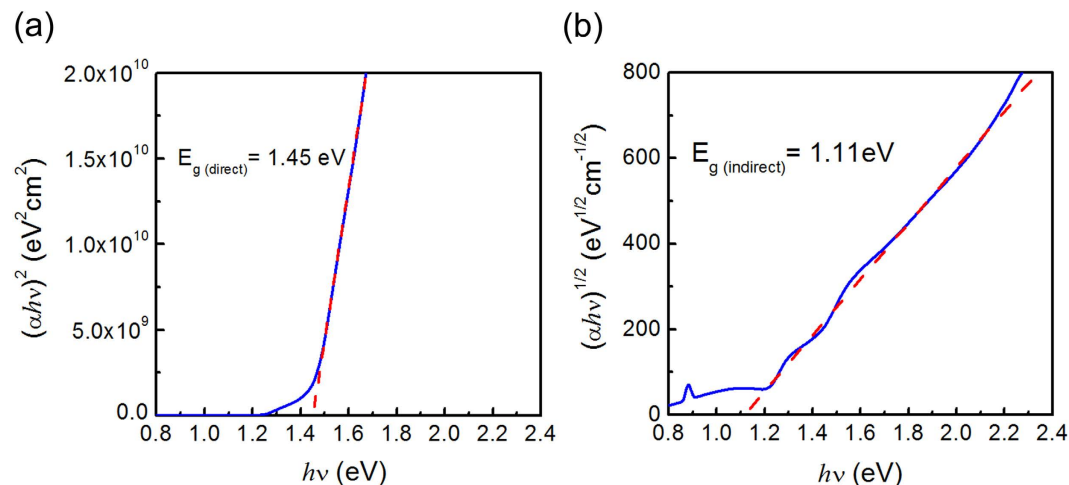 (a)
2.0x10^10
1.5x10^10
1.0x10^10
5.0x10^9
0.0
0.8 1.0 1.2 1.4 1.6 1.8 2.0 2.2 2.4
(αhν)^2 (eV^2cm^2)
hν (eV)
E_g (direct) = 1.45 eV
(b)
800
600
400
200
0
0.8 1.0 1.2 1.4 1.6 1.8 2.0 2.2 2.4
(αhν)^1/2 (eV^1/2cm^-1/2)
hν (eV)
E_g (indirect) = 1.11eV